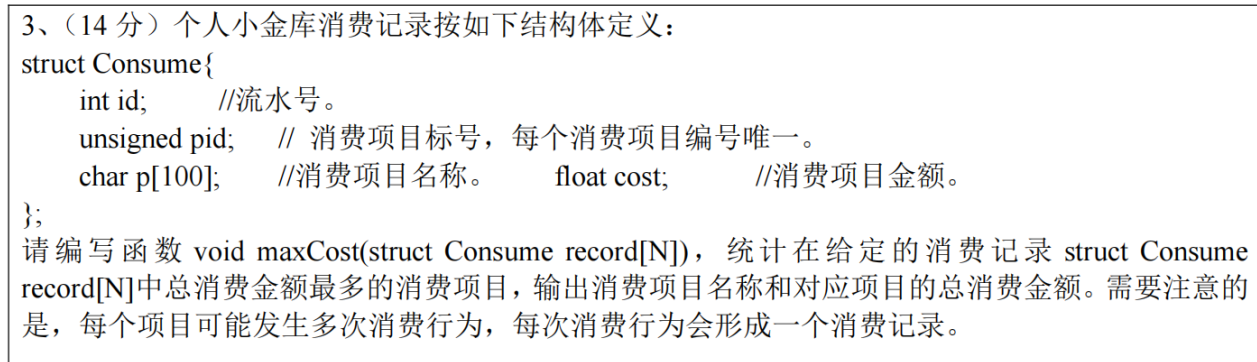 3、（14 分）个人小金库消费记录按如下结构体定义：
struct Consume{
int id; //流水号。
unsigned pid; // 消费项目标号，每个消费项目编号唯一。
char p[100]; //消费项目名称。 float cost; //消费项目金额。
};
请编写函数 void maxCost(struct Consume record[N])，统计在给定的消费记录 struct Consume
record[N]中总消费金额最多的消费项目，输出消费项目名称和对应项目的总消费金额。需要注意的
是，每个项目可能发生多次消费行为，每次消费行为会形成一个消费记录。